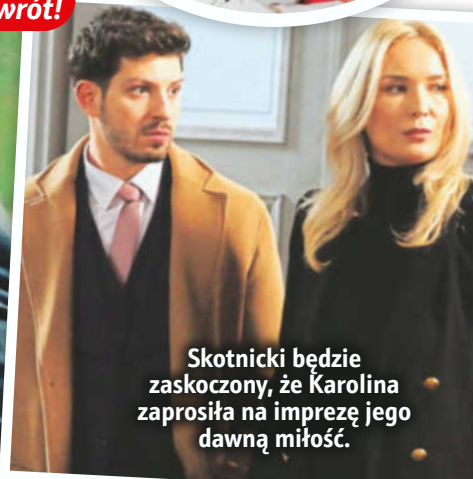 wrót!
Skotnicki będzie
zaskoczony, że Karolina
zaprosiła na imprezę jego
dawną miłość.